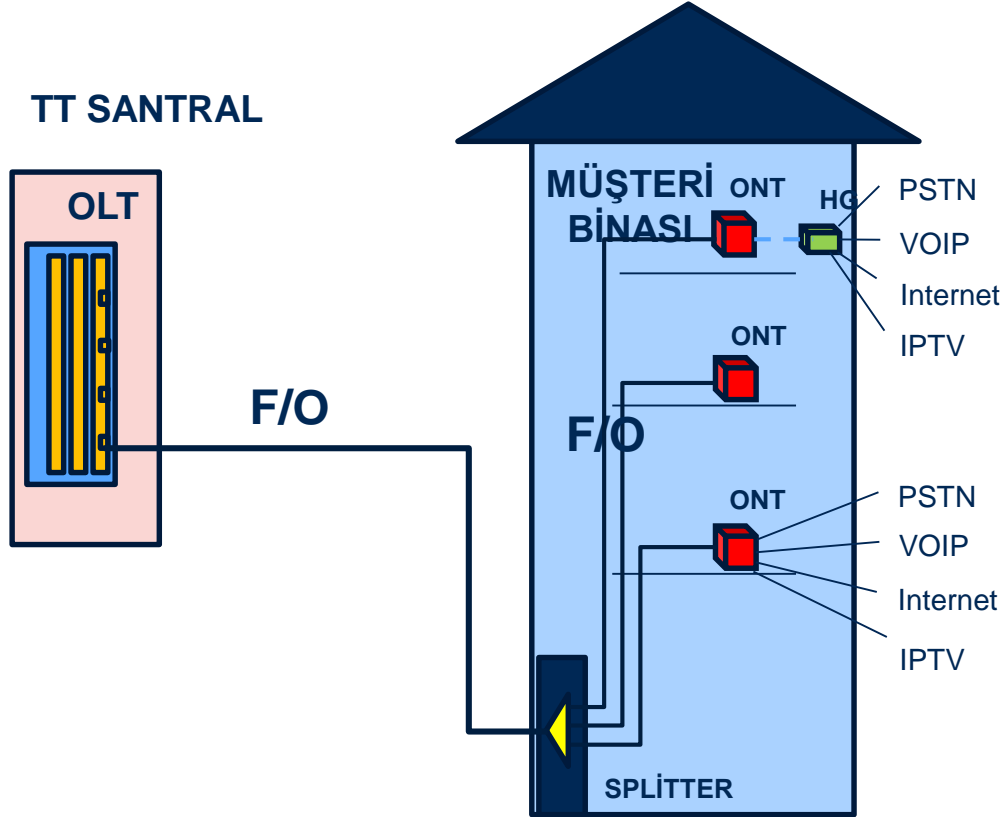 TT SANTRAL
OLT
F/O
MÜŞTERİ
BİNASI
ONT
HG
PSTN
VOIP
Internet
IPTV
ONT
F/O
ONT
PSTN
VOIP
Internet
IPTV
SPLİTTER